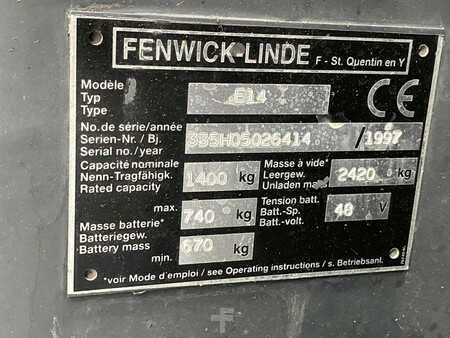 FENWICK-LINDE F - St. Quentin en Y
Modèle
Typ
Type
E14
CE
No. de série/année
Serien-Nr. / Bj.
Serial no./year
335H05026414 / 1997
Capacité nominale
Nenn-Tragfähigk.
Rated capacity
1400 kg
Masse à vide*
Leergew.
Unladen mass
2420 kg
Masse batterie*
Batteriegew.
Battery mass
max. 740 kg
min. 670 kg
Tension batt.
Batt.-Sp.
Batt.-volt.
48 V
*voir Mode d'emploi / see Operating instructions / s. Betriebsanl.